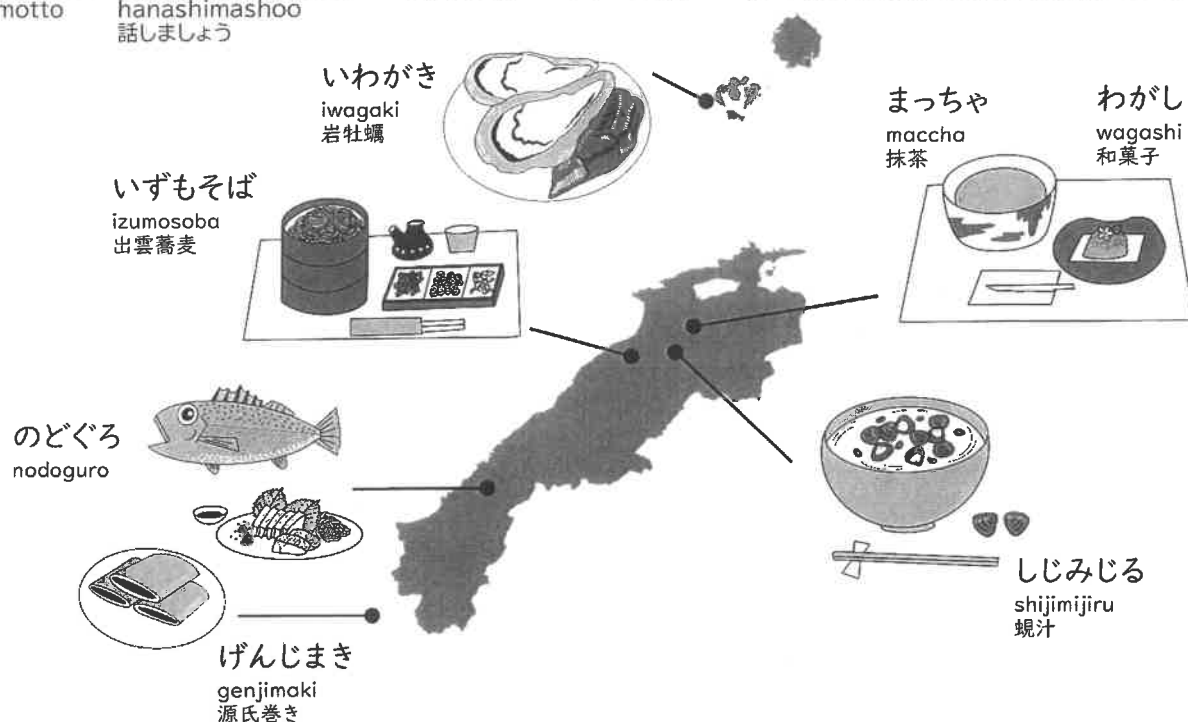 motto hanashimashoo
話しましょう
いわがき
iwagaki
岩牡蠣
まっちゃ
maccha
抹茶
わがし
wagashi
和菓子
いずもそば
izumosoba
出雲蕎麦
のどぐろ
nodoguro
しじみじる
shijimijiru
蜆汁
げんじまき
genjimaki
源氏巻き